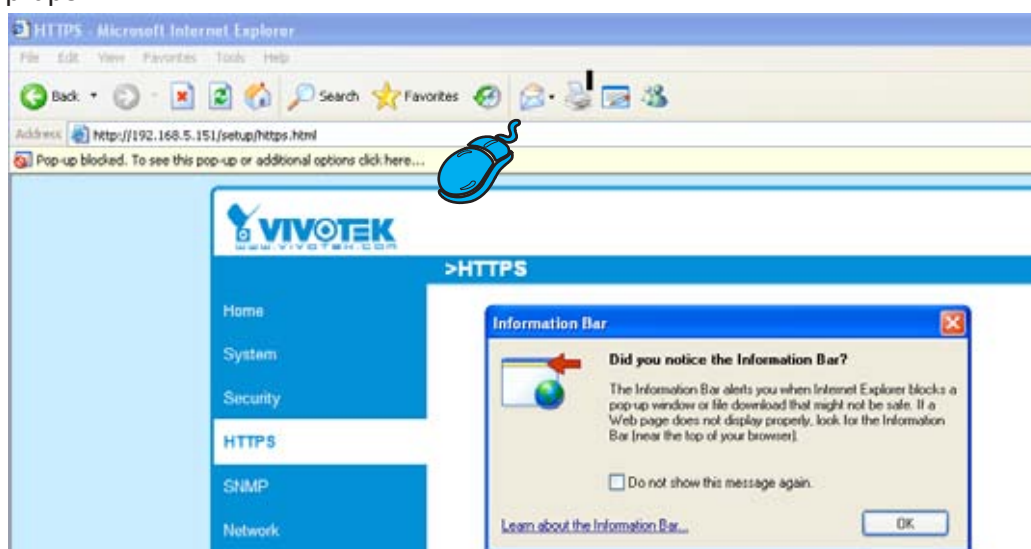 HTTPS - Microsoft Internet Explorer
File Edit View Favorites Tools Help
Back Search Favorites
Address http://192.168.5.151/setup/https.html
Pop-up blocked. To see this pop-up or additional options click here...
VIVOTEK
www.vivotek.com
>HTTPS
Home
System
Security
HTTPS
SNMP
Network
Information Bar
Did you notice the Information Bar?
The Information Bar alerts you when Internet Explorer blocks a
pop-up window or file download that might not be safe. If a
Web page does not display properly, look for the Information
Bar (near the top of your browser).
Do not show this message again.
Learn about the Information Bar...
OK